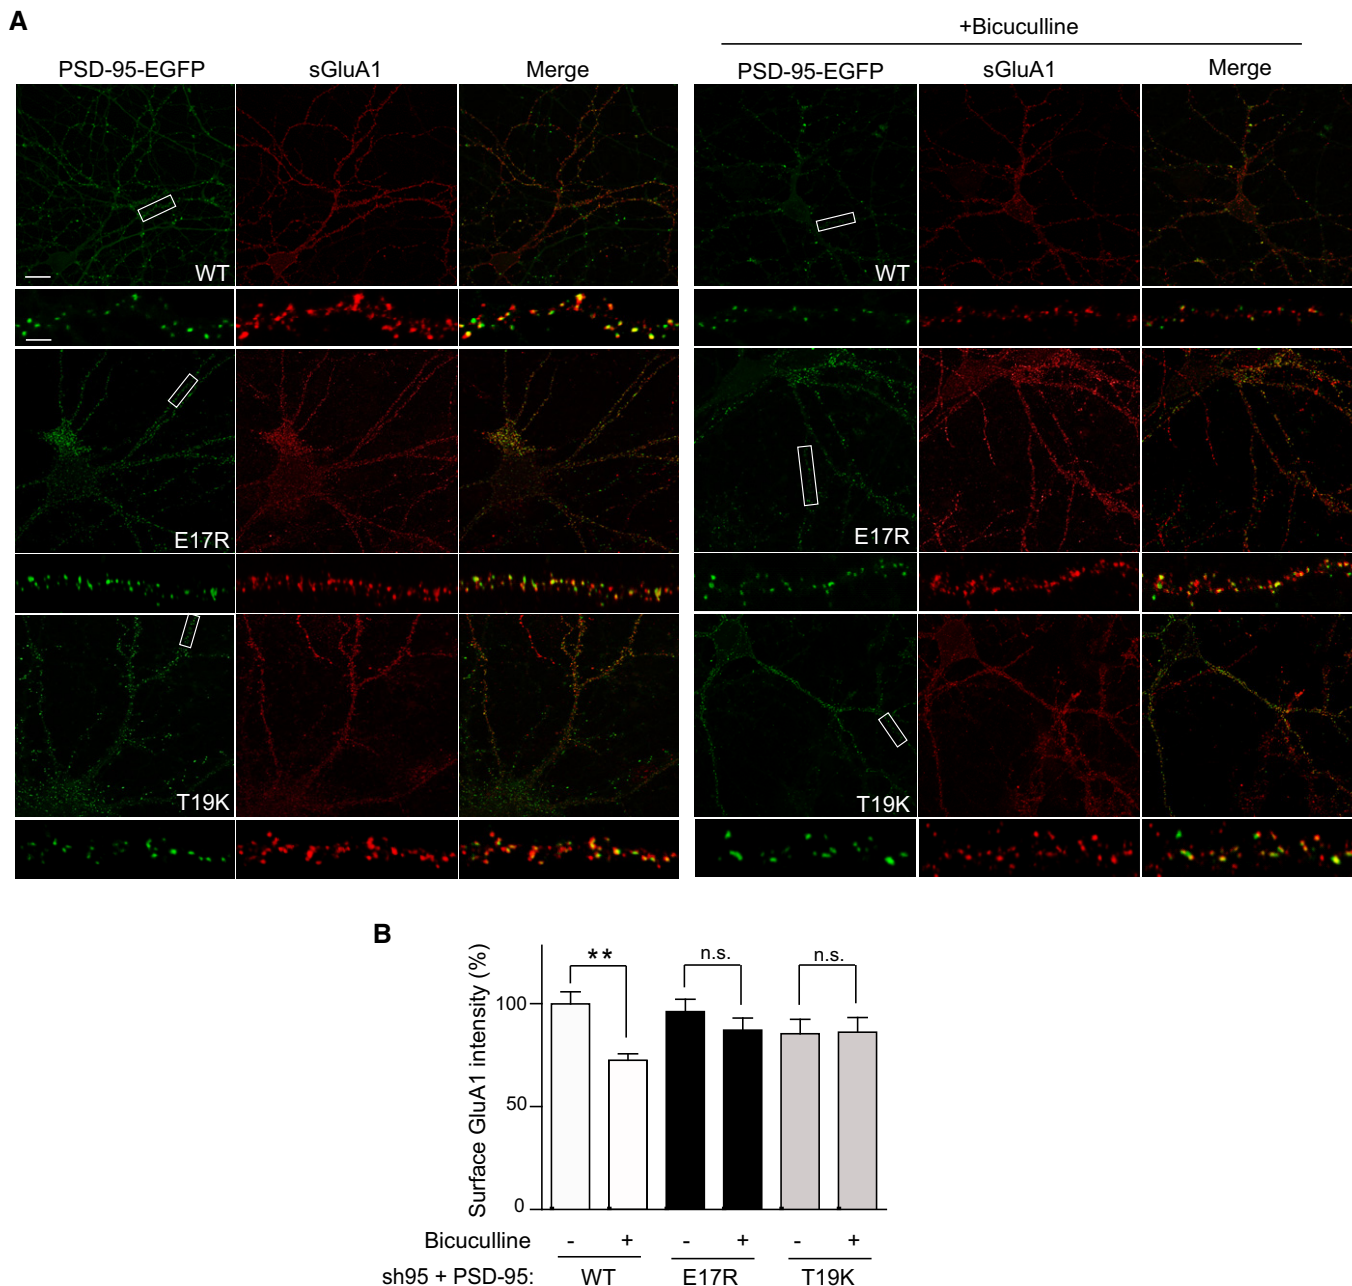 A
+Bicuculline
PSD-95-EGFP sGluA1 Merge PSD-95-EGFP sGluA1 Merge
WT WT
E17R E17R
T19K T19K
B
Surface GluA1 intensity (%)
100
50
0
** n.s. n.s.
Bicuculline - + - + - +
sh95 + PSD-95: WT E17R T19K